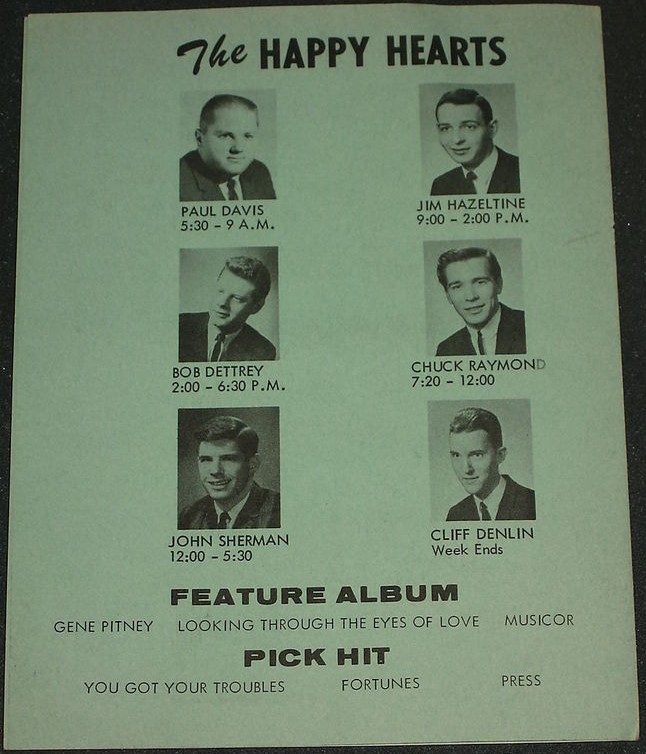 The HAPPY HEARTS
PAUL DAVIS
5:30 - 9 A.M.
JIM HAZELTINE
9:00 - 2:00 P.M.
BOB DETTREY
2:00 - 6:30 P.M.
CHUCK RAYMOND
7:20 - 12:00
JOHN SHERMAN
12:00 - 5:30
CLIFF DENLIN
Week Ends
FEATURE ALBUM
GENE PITNEY LOOKING THROUGH THE EYES OF LOVE MUSICOR
PICK HIT
YOU GOT YOUR TROUBLES FORTUNES PRESS